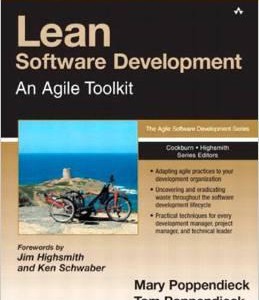 Lean
Software Development
An Agile Toolkit
The Agile Software Development Series
Cockburn • Highsmith
Series Editors
• Adapting agile practices to your
development organization
• Uncovering and eradicating
waste throughout the software
development lifecycle
• Practical techniques for every
development manager, project
manager, and technical leader
Forewords by
Jim Highsmith
and Ken Schwaber
Mary Poppendieck
Tom Poppendieck